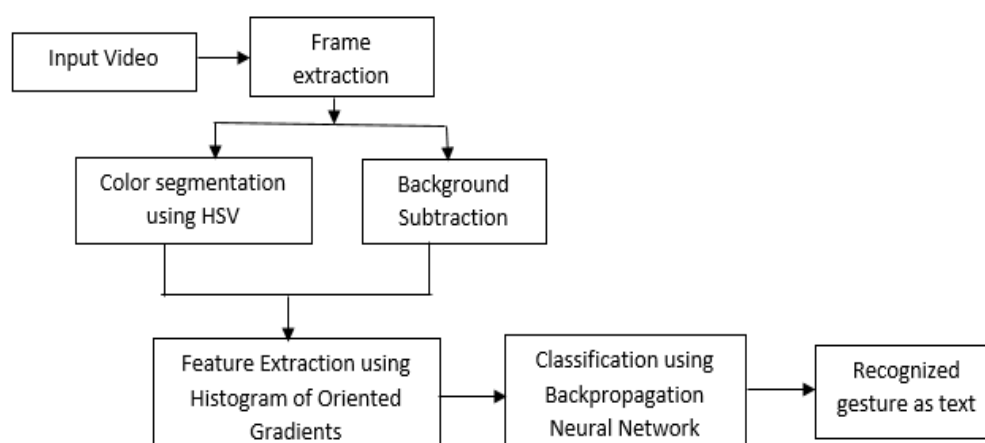 Input Video
Frame
extraction
Color segmentation
using HSV
Background
Subtraction
Feature Extraction using
Histogram of Oriented
Gradients
Classification using
Backpropagation
Neural Network
Recognized
gesture as text